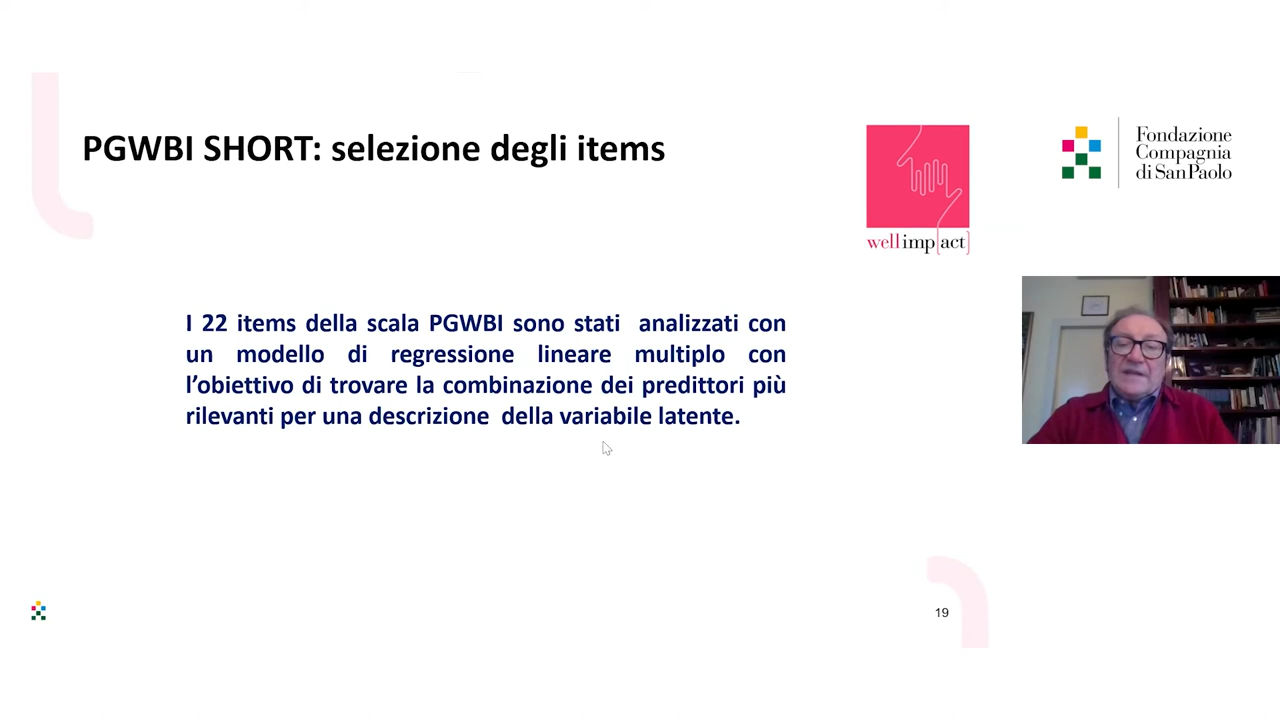 PGWBI SHORT: selezione degli items
wellimp[act]
Fondazione
Compagnia
di San Paolo
I 22 items della scala PGWBI sono stati analizzati con
un modello di regressione lineare multiplo con
l'obiettivo di trovare la combinazione dei predittori più
rilevanti per una descrizione della variabile latente.
19